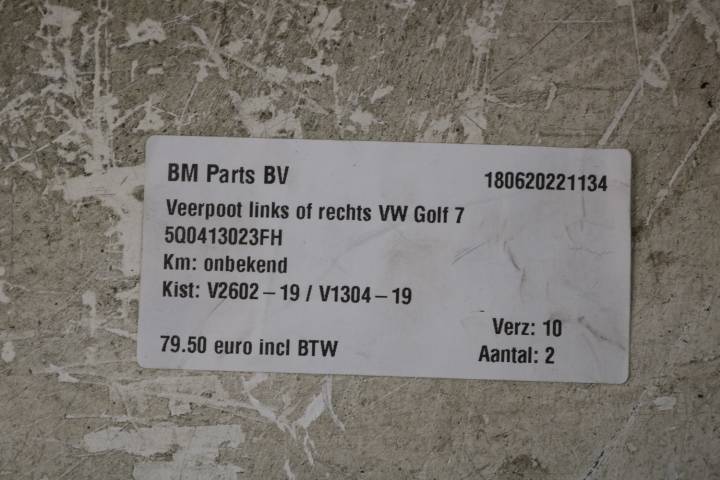 BM Parts BV 180620221134
Veerpoot links of rechts VW Golf 7
5Q0413023FH
Km: onbekend
Kist: V2602 – 19 / V1304 – 19
Verz: 10
79.50 euro incl BTW Aantal: 2